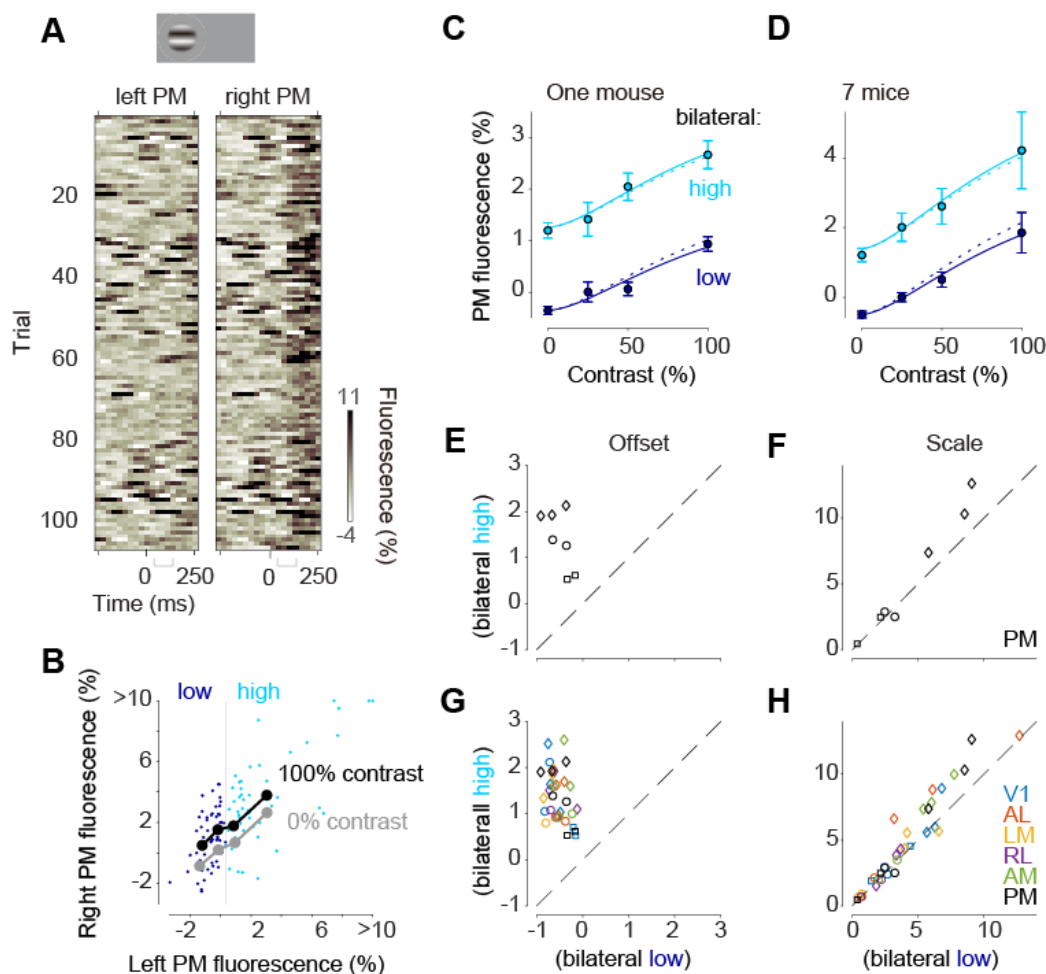 A
left PM
right PM
Trial
20
40
60
80
100
0
250
0
250
Time (ms)
11
-4
Fluorescence (%)
B
low
high
Right PM fluorescence (%)
>10
6
2
-2
100% contrast
0% contrast
-2
2
6
>10
Left PM fluorescence (%)
C
One mouse
bilateral:
PM fluorescence (%)
3
2
1
0
high
low
0
50
100
Contrast (%)
D
7 mice
4
2
0
0
50
100
Contrast (%)
E
Offset
(bilateral high)
3
2
1
0
-1
F
Scale
10
5
0
PM
G
(bilateral high)
3
2
1
0
-1
-1
0
1
2
3
(bilateral low)
H
10
5
0
0
5
10
(bilateral low)
V1
AL
LM
RL
AM
PM